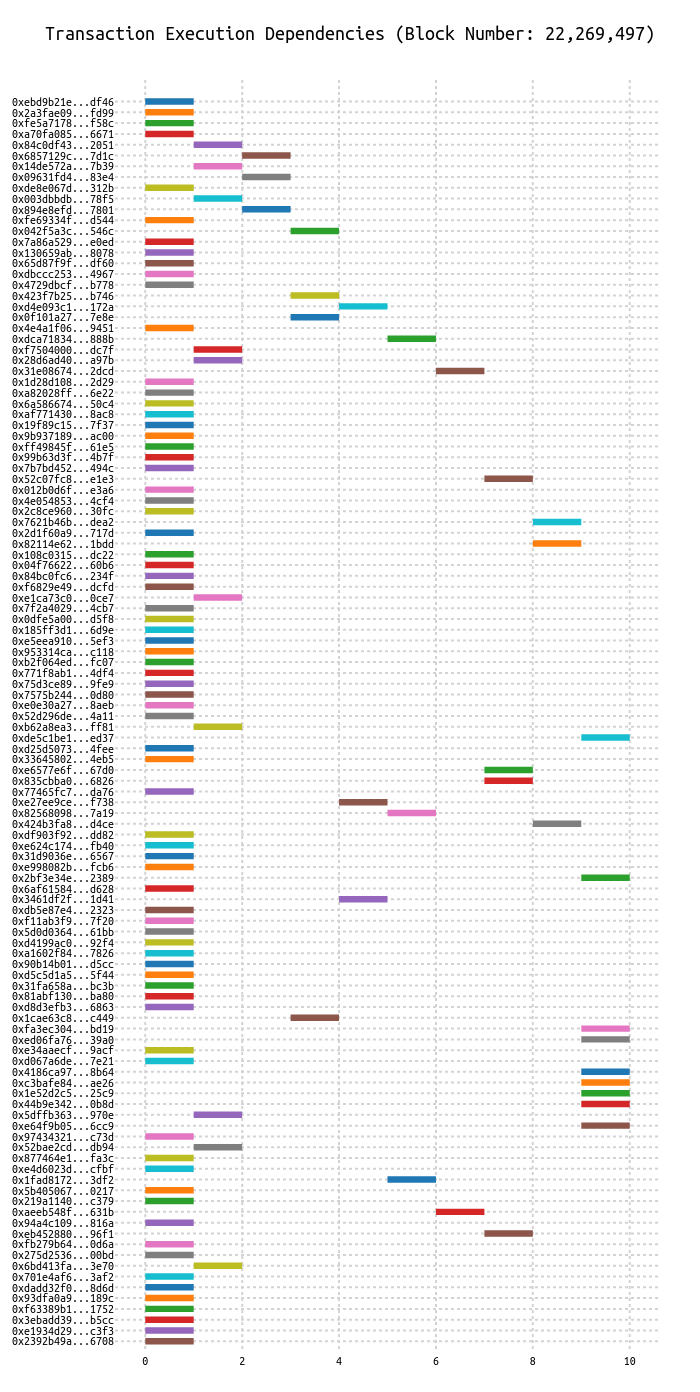 Transaction Execution Dependencies (Block Number: 22,269,497)
0xebd9b21e...df46
0x2a3fae09...fd99
0xfe5a7178...f58c
0xa70fa085...6671
0x84c0df43...2051
0x6857129c...7d1c
0x14de572a...7b39
0x09631fd4...83e4
0xde8e067d...312b
0x003dbbdb...78f5
0x894e8efd...7801
0xfe69334f...d544
0x042f5a3c...546c
0x7a86a529...e0ed
0x130659ab...8078
0x65d87f9f...df60
0xdbccc253...4967
0x4729dbcf...b778
0x423f7b25...b746
0xd4e093c1...172a
0x0f101a27...7e8e
0x4e4a1f06...9451
0xdca71834...888b
0xf7504000...dc7f
0x28d6ad40...a97b
0x31e08674...2dcd
0x1d28d108...2d29
0xa82028ff...6e22
0x6a586674...50c4
0xaf771430...8ac8
0x19f89c15...7f37
0x9b937189...ac00
0xff49845f...61e5
0x99b63d3f...4b7f
0x7b7bd452...494c
0x52c07fc8...e1e3
0x012b0d6f...e3a6
0x4e054853...4cf4
0x2c8ce960...30fc
0x7621b46b...dea2
0x2d1f60a9...717d
0x82114e62...1bdd
0x108c0315...dc22
0x04f76622...60b6
0x84bc0fc6...234f
0xf6829e49...dcfd
0xe1ca73c0...0ce7
0x7f2a4029...4cb7
0x0dfe5a00...d5f8
0x185ff3d1...6d9e
0xe5eea910...5ef3
0x953314ca...c118
0xb2f064ed...fc07
0x771f8ab1...4df4
0x75d3ce89...9fe9
0x7575b244...0d80
0xe0e30a27...8aeb
0x52d296de...4a11
0xb62a8ea3...ff81
0xde5c1be1...ed37
0xd25d5073...4fee
0x33645802...4eb5
0xe6577e6f...67d0
0x835cbba0...6826
0x77465fc7...da76
0xe27ee9ce...f738
0x82568098...7a19
0x424b3fa8...d4ce
0xdf903f92...dd82
0xe624c174...fb40
0x31d9036e...6567
0xe998082b...fcb6
0x2bf3e34e...2389
0x6af61584...d628
0x3461df2f...1d41
0xdb5e87e4...2323
0xf11ab3f9...7f20
0x5d0d0364...61bb
0xd4199ac0...92f4
0xa1602f84...7826
0x90b14b01...d5cc
0xd5c5d1a5...5f44
0x31fa658a...bc3b
0x81abf130...ba80
0xd8d3efb3...6863
0x1cae63c8...c449
0xfa3ec304...bd19
0xed06fa76...39a0
0xe34aaecf...9acf
0xd067a6de...7e21
0x4186ca97...8b64
0xc3bafe84...ae26
0x1e52d2c5...25c9
0x44b9e342...0b8d
0x5dffb363...970e
0xe64f9b05...6cc9
0x97434321...c73d
0x52bae2cd...db94
0x877464e1...fa3c
0xe4d6023d...cfbf
0x1fad8172...3df2
0x5b405067...0217
0x219a1140...c379
0xaeeb548f...631b
0x94a4c109...816a
0xeb452880...96f1
0xfb279b64...0d6a
0x275d2536...00bd
0x6bd413fa...3e70
0x701e4af6...3af2
0xdadd32f0...8d6d
0x93dfa0a9...189c
0xf63389b1...1752
0x3ebadd39...b5cc
0xe1934d29...c3f3
0x2392b49a...6708
0 2 4 6 8 10